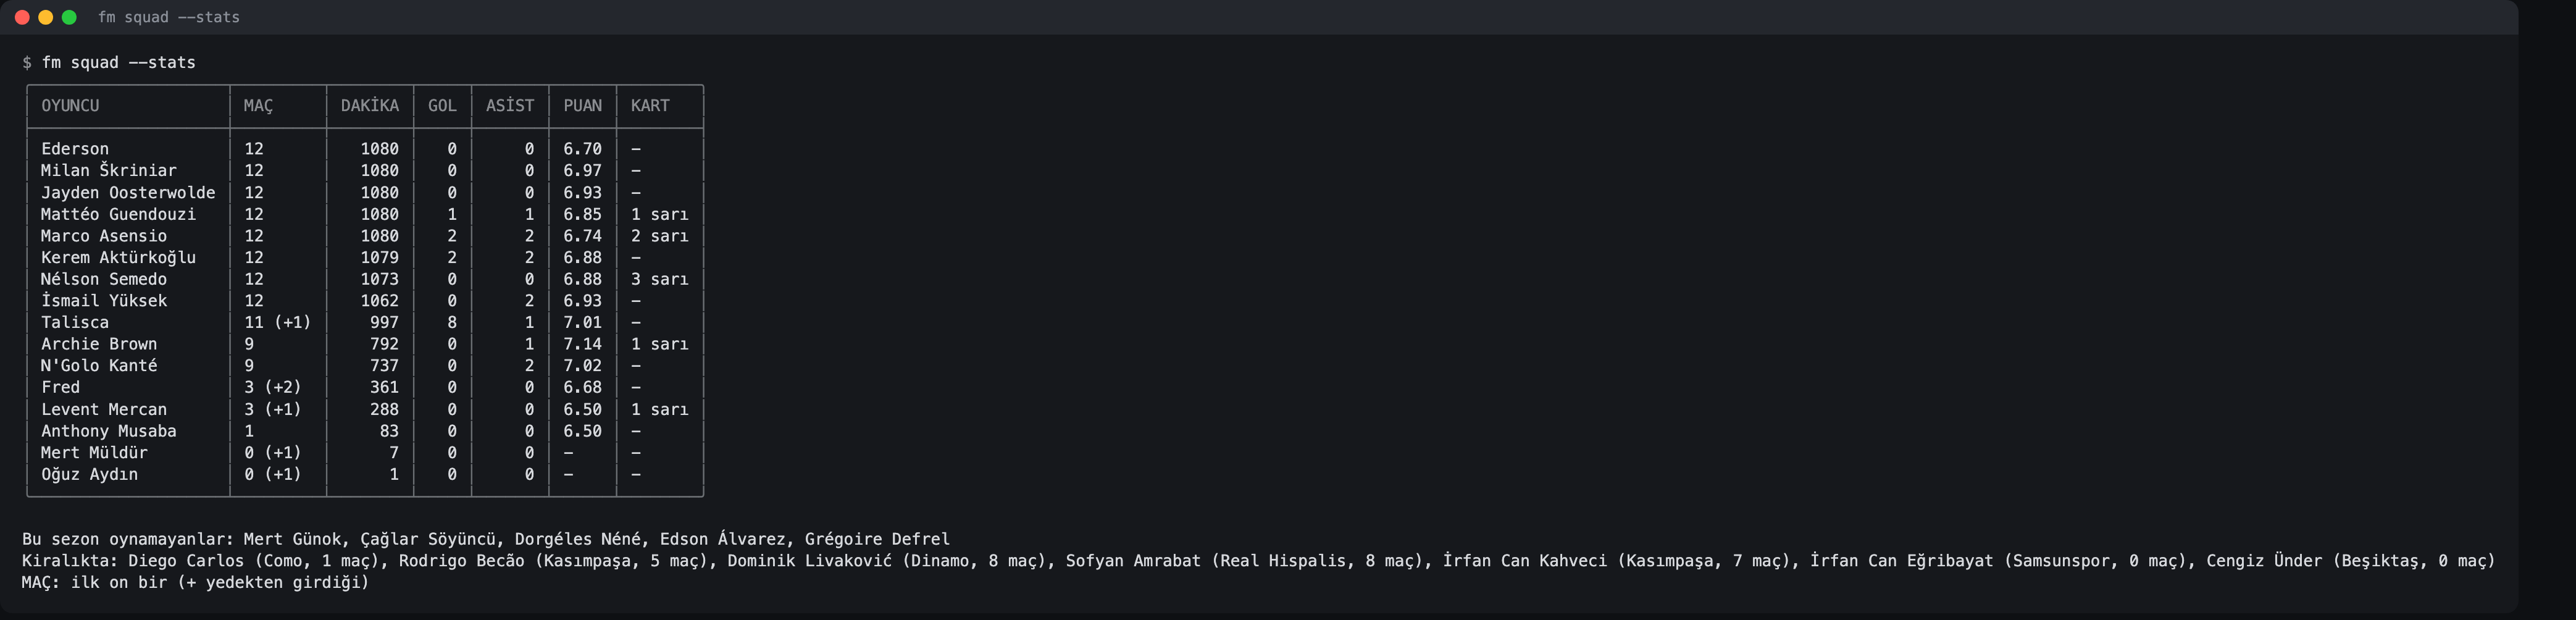 fm squad --stats
$ fm squad --stats
OYUNCU MAÇ DAKİKA GOL ASİST PUAN KART
Ederson 12 1080 0 0 6.70 –
Milan Škriniar 12 1080 0 0 6.97 –
Jayden Oosterwolde 12 1080 0 0 6.93 –
Mattéo Guendouzi 12 1080 1 1 6.85 1 sarı
Marco Asensio 12 1080 2 2 6.74 2 sarı
Kerem Aktürkoğlu 12 1079 2 2 6.88 –
Nélson Semedo 12 1073 0 0 6.88 3 sarı
İsmail Yüksek 12 1062 0 2 6.93 –
Talisca 11 (+1) 997 8 1 7.01 –
Archie Brown 9 792 0 1 7.14 1 sarı
N'Golo Kanté 9 737 0 2 7.02 –
Fred 3 (+2) 361 0 0 6.68 –
Levent Mercan 3 (+1) 288 0 0 6.50 1 sarı
Anthony Musaba 1 83 0 0 6.50 –
Mert Müldür 0 (+1) 7 0 0 – –
Oğuz Aydın 0 (+1) 1 0 0 – –
Bu sezon oynamayanlar: Mert Günok, Çağlar Söyüncü, Dorgéles Néné, Edson Álvarez, Grégoire Defrel
Kiralıkta: Diego Carlos (Como, 1 maç), Rodrigo Becão (Kasımpaşa, 5 maç), Dominik Livaković (Dinamo, 8 maç), Sofyan Amrabat (Real Hispalis, 8 maç), İrfan Can Kahveci (Kasımpaşa, 7 maç), İrfan Can Eğribayat (Samsunspor, 0 maç), Cengiz Ünder (Beşiktaş, 0 maç)
MAÇ: ilk on bir (+ yedekten girdiği)